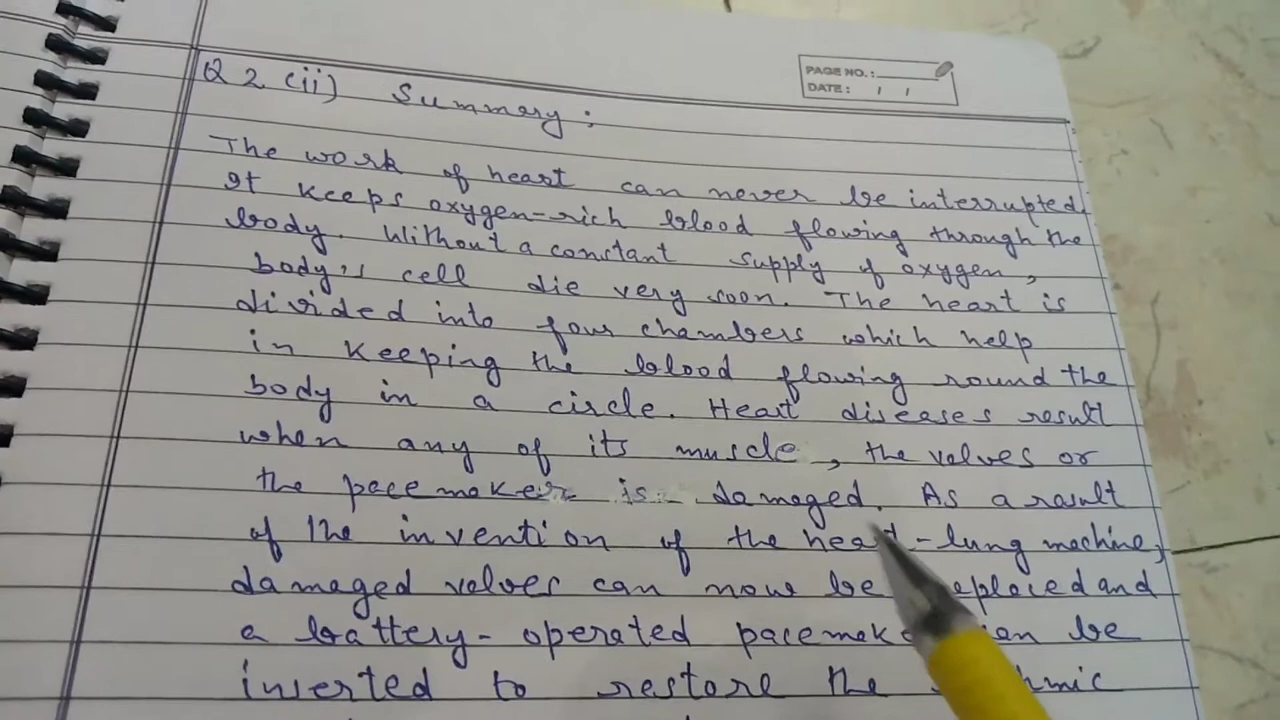 PAGE NO.:
DATE: / /
Q 2 (ii) Summary:
The work of heart can never be interrupted.
It keeps oxygen-rich blood flowing through the
body. Without a constant supply of oxygen,
body's cell die very soon. The heart is
divided into four chambers which help
in keeping the blood flowing round the
body in a circle. Heart diseases result
when any of its muscle, the valves or
the pacemaker is damaged. As a result
of the invention of the heart-lung machine,
damaged valves can now be and
a battery-operated be
inserted to restore the